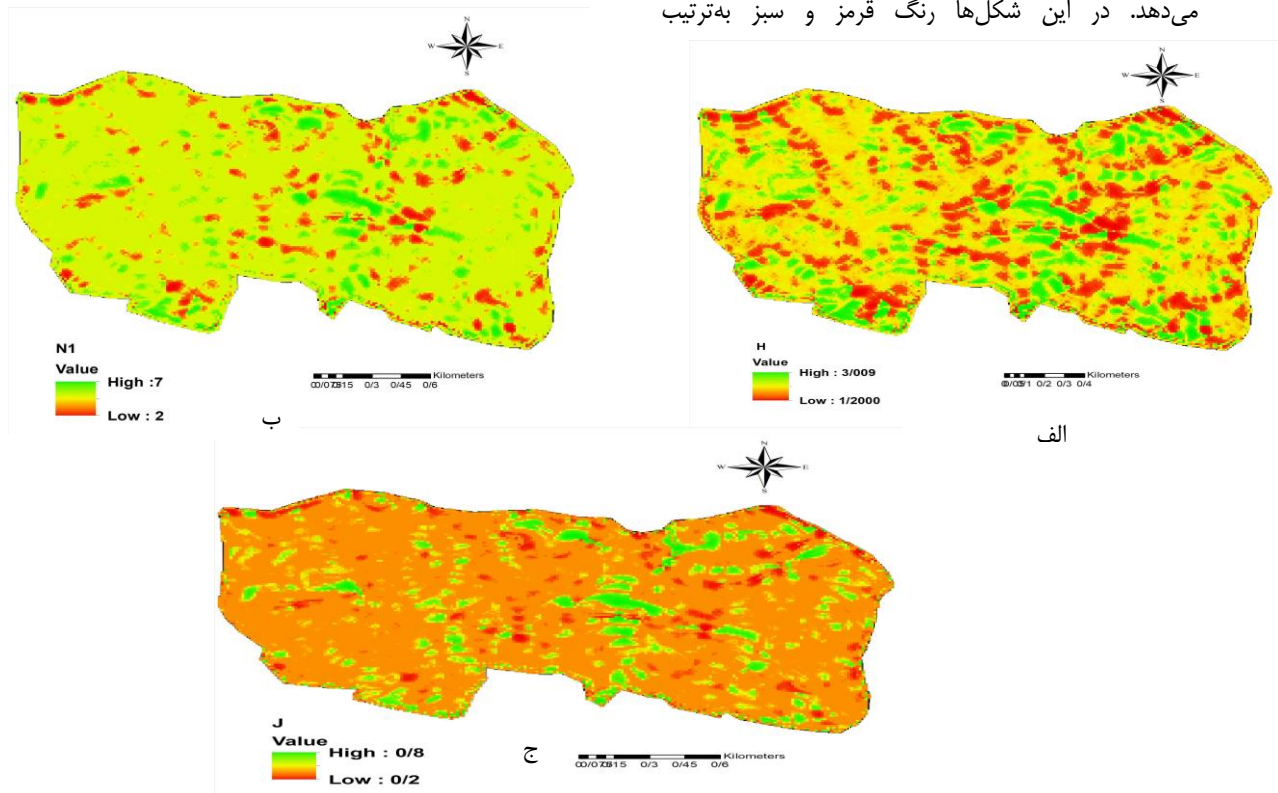 می‌دهد. در این شکل‌ها رنگ قرمز و سبز به‌ترتیب
N
W E
S
H
Value
High : 3/009
Low : 1/2000
0/2 0/3 0/4 Kilometers
الف
N
W E
S
N1
Value
High :7
Low : 2
0/3 0/45 0/6 Kilometers
ب
N
W E
S
J
Value
High : 0/8
Low : 0/2
0/3 0/45 0/6 Kilometers
ج